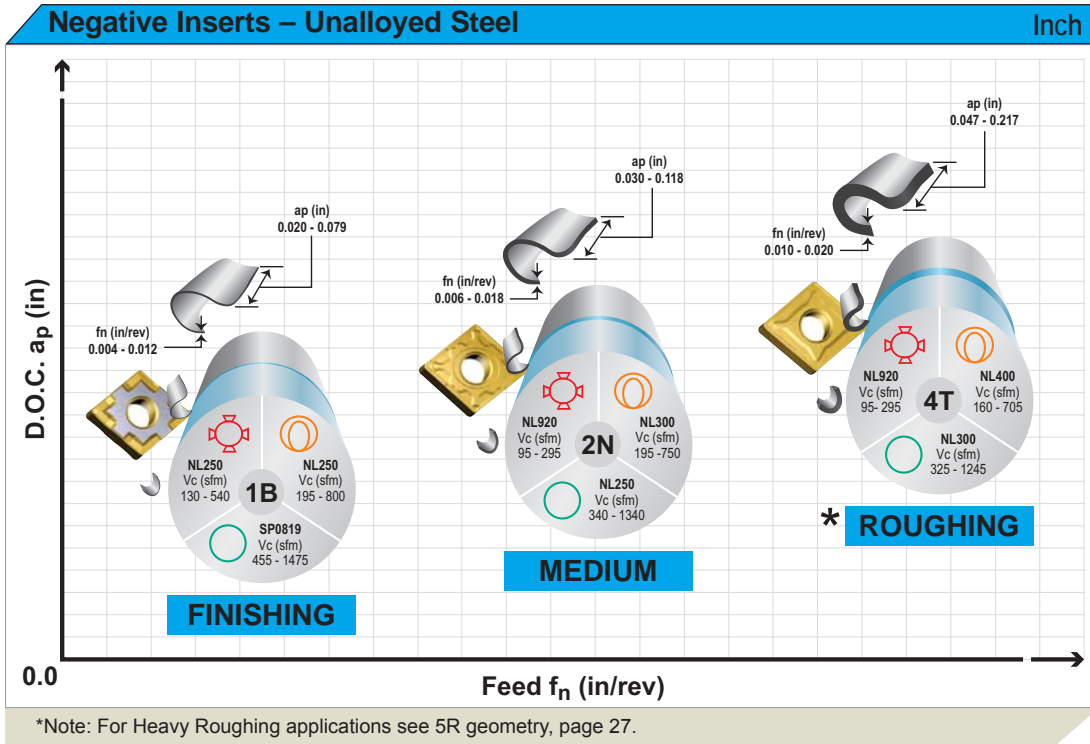 Negative Inserts – Unalloyed Steel
Inch
D.O.C. ap (in)
ap (in)
0.020 - 0.079
fn (in/rev)
0.004 - 0.012
NL250
Vc (sfm)
130 - 540
NL250
Vc (sfm)
195 - 800
1B
SP0819
Vc (sfm)
455 - 1475
FINISHING
ap (in)
0.030 - 0.118
fn (in/rev)
0.006 - 0.018
NL920
Vc (sfm)
95 - 295
NL300
Vc (sfm)
195 -750
2N
NL250
Vc (sfm)
340 - 1340
MEDIUM
ap (in)
0.047 - 0.217
fn (in/rev)
0.010 - 0.020
NL920
Vc (sfm)
95- 295
NL400
Vc (sfm)
160 - 705
4T
NL300
Vc (sfm)
325 - 1245
* ROUGHING
0.0
Feed fn (in/rev)
*Note: For Heavy Roughing applications see 5R geometry, page 27.